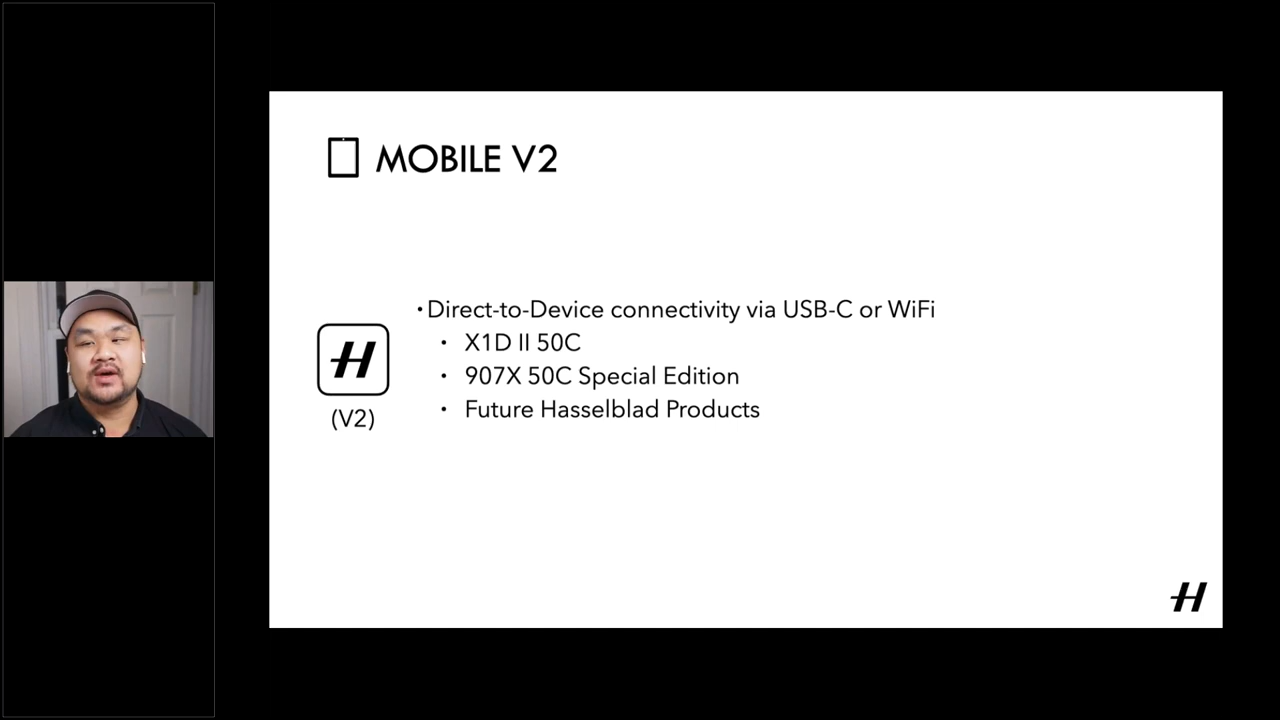 MOBILE V2
•Direct-to-Device connectivity via USB-C or WiFi
• X1D II 50C
• 907X 50C Special Edition
• Future Hasselblad Products
H
(V2)
H